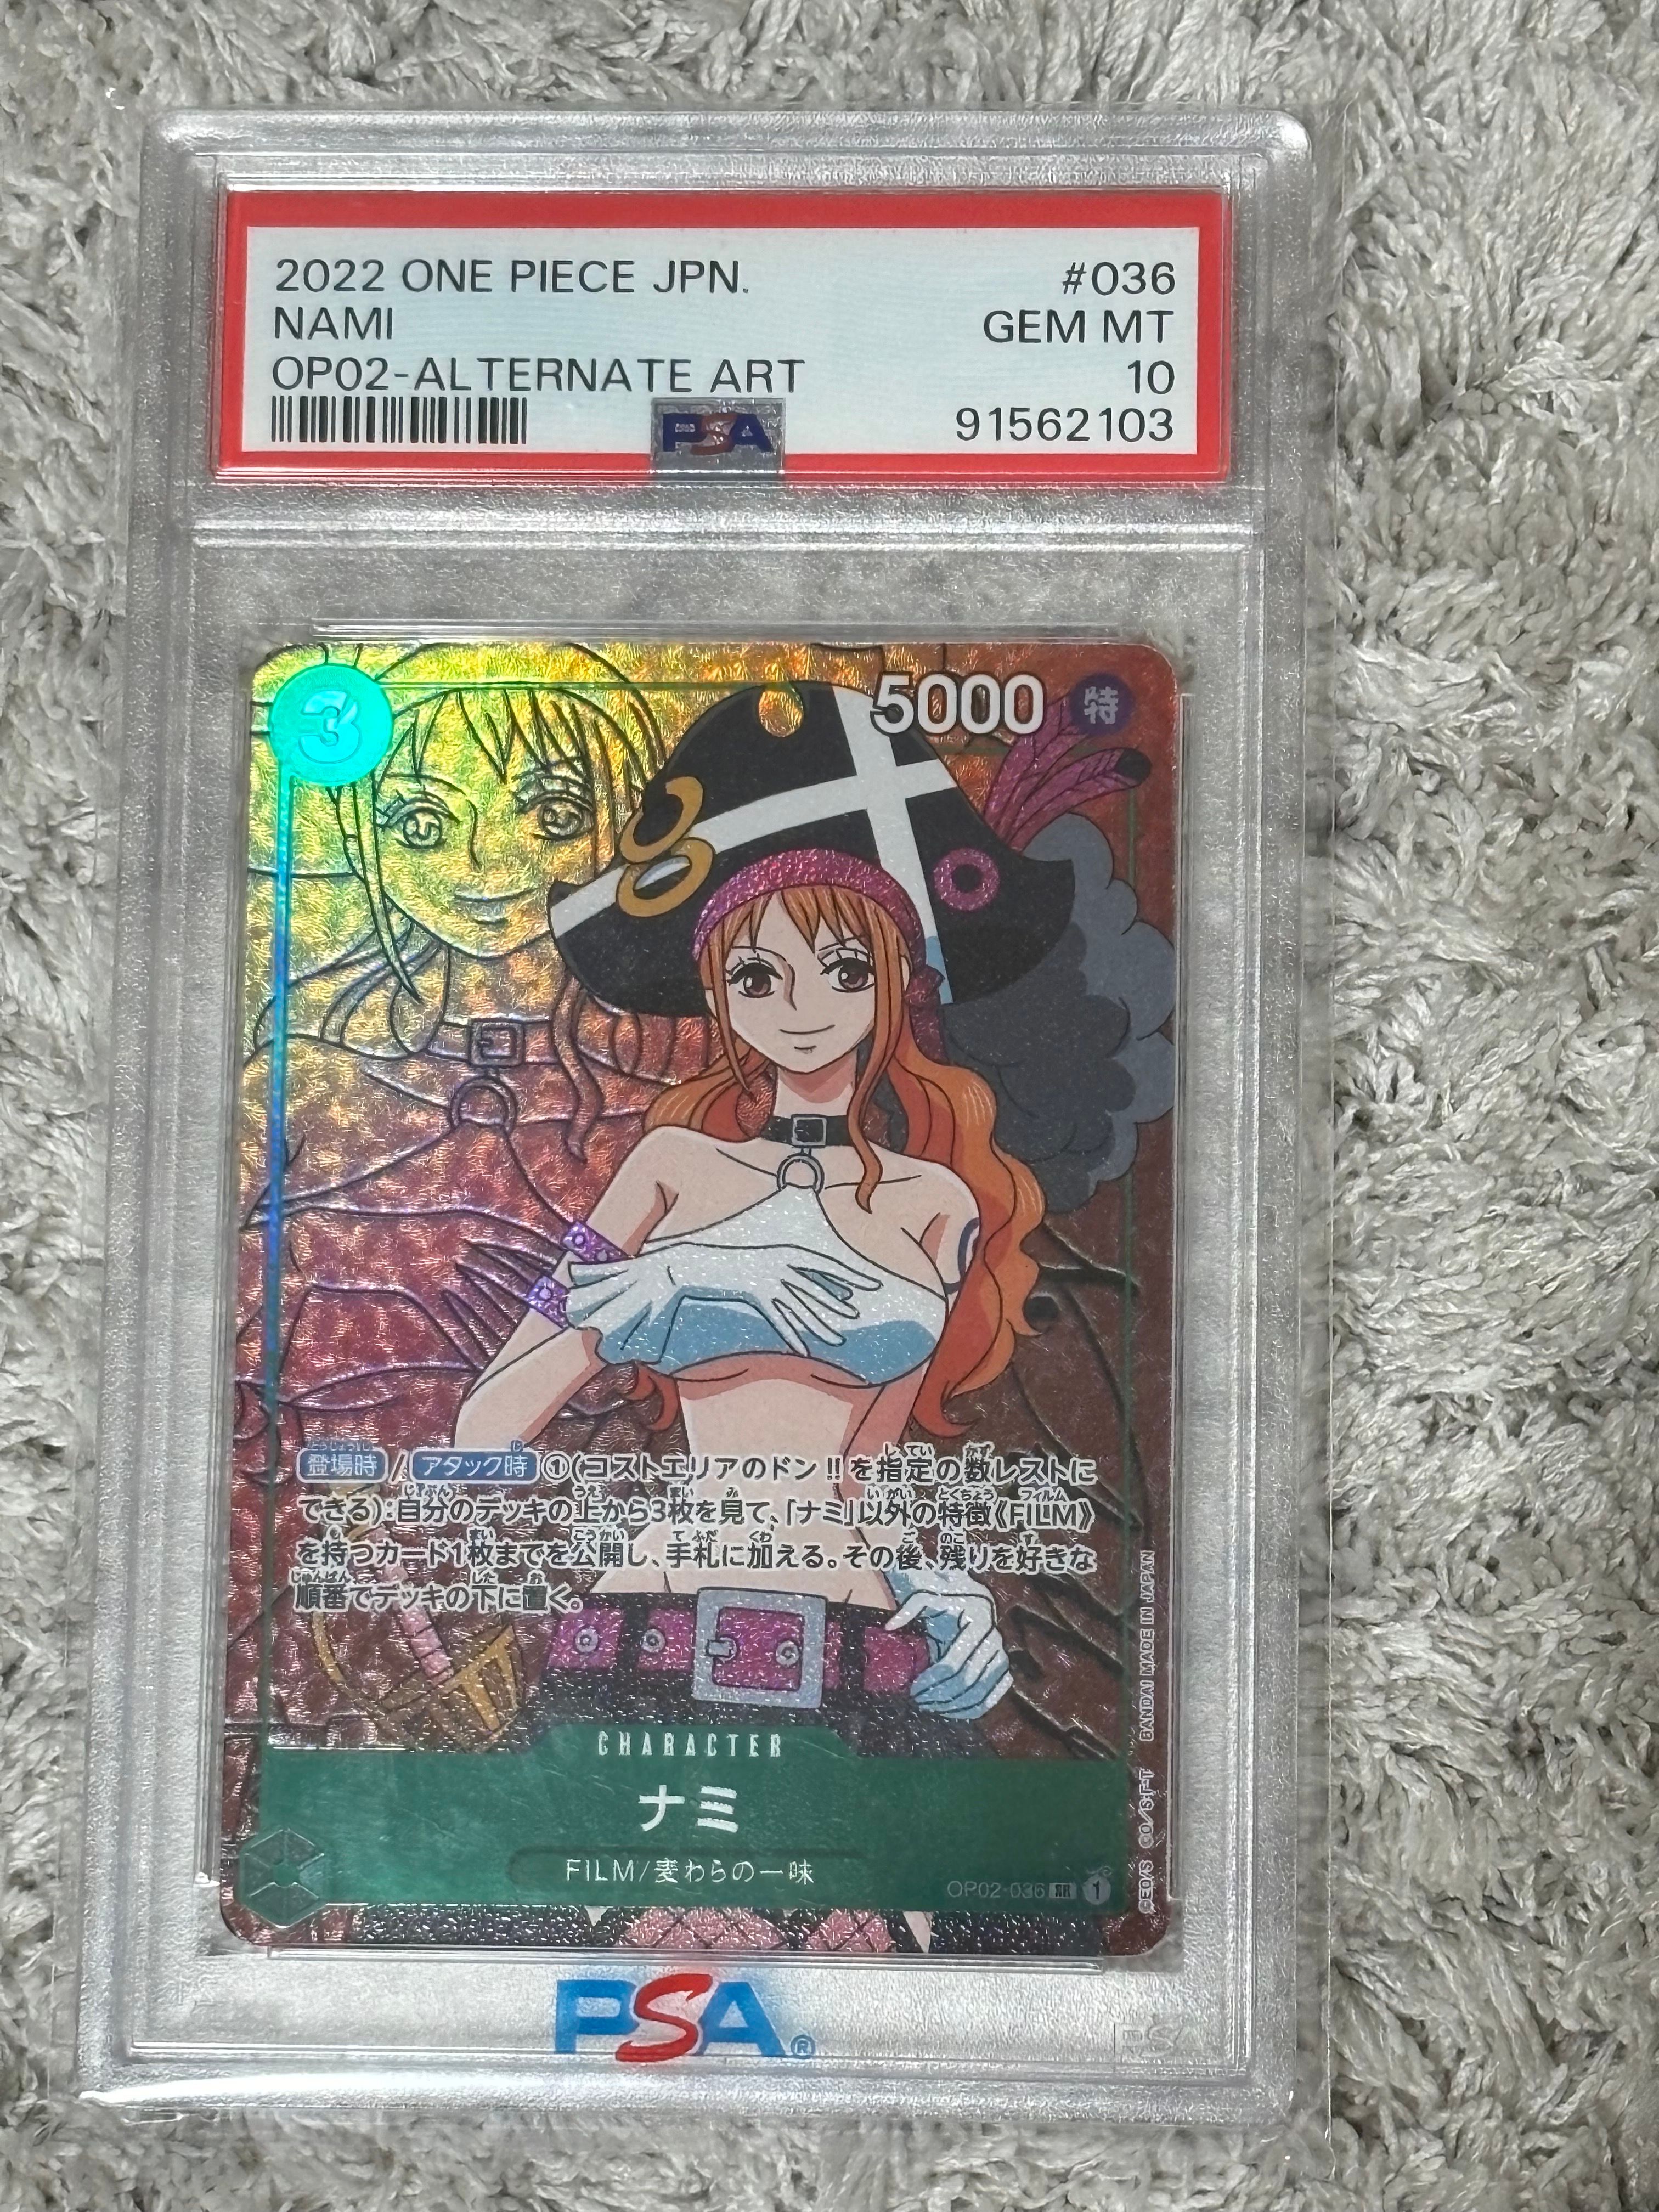 2022 ONE PIECE JPN. #036
NAMI GEM MT
OP02-ALTERNATE ART 10
PSA 91562103
3 5000 特
登場時 / アタック時 ①(コストエリアのドン!!を指定の数レストに
できる):自分のデッキの上から3枚を見て、「ナミ」以外の特徴《FILM》
を持つカード1枚までを公開し、手札に加える。その後、残りを好きな
順番でデッキの下に置く。
CHARACTER
ナミ
FILM/麦わらの一味
OP02-036 SR 1
©EO/S ©O/S・F・T BANDAI MADE IN JAPAN
PSA®
PSA